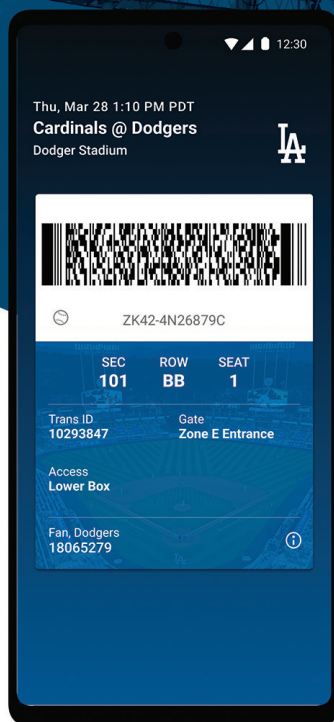 12:30
Thu, Mar 28 1:10 PM PDT
Cardinals @ Dodgers
Dodger Stadium
LA
ZK42-4N26879C
SEC ROW SEAT
101 BB 1
Trans ID Gate
10293847 Zone E Entrance
Access
Lower Box
Fan, Dodgers
18065279